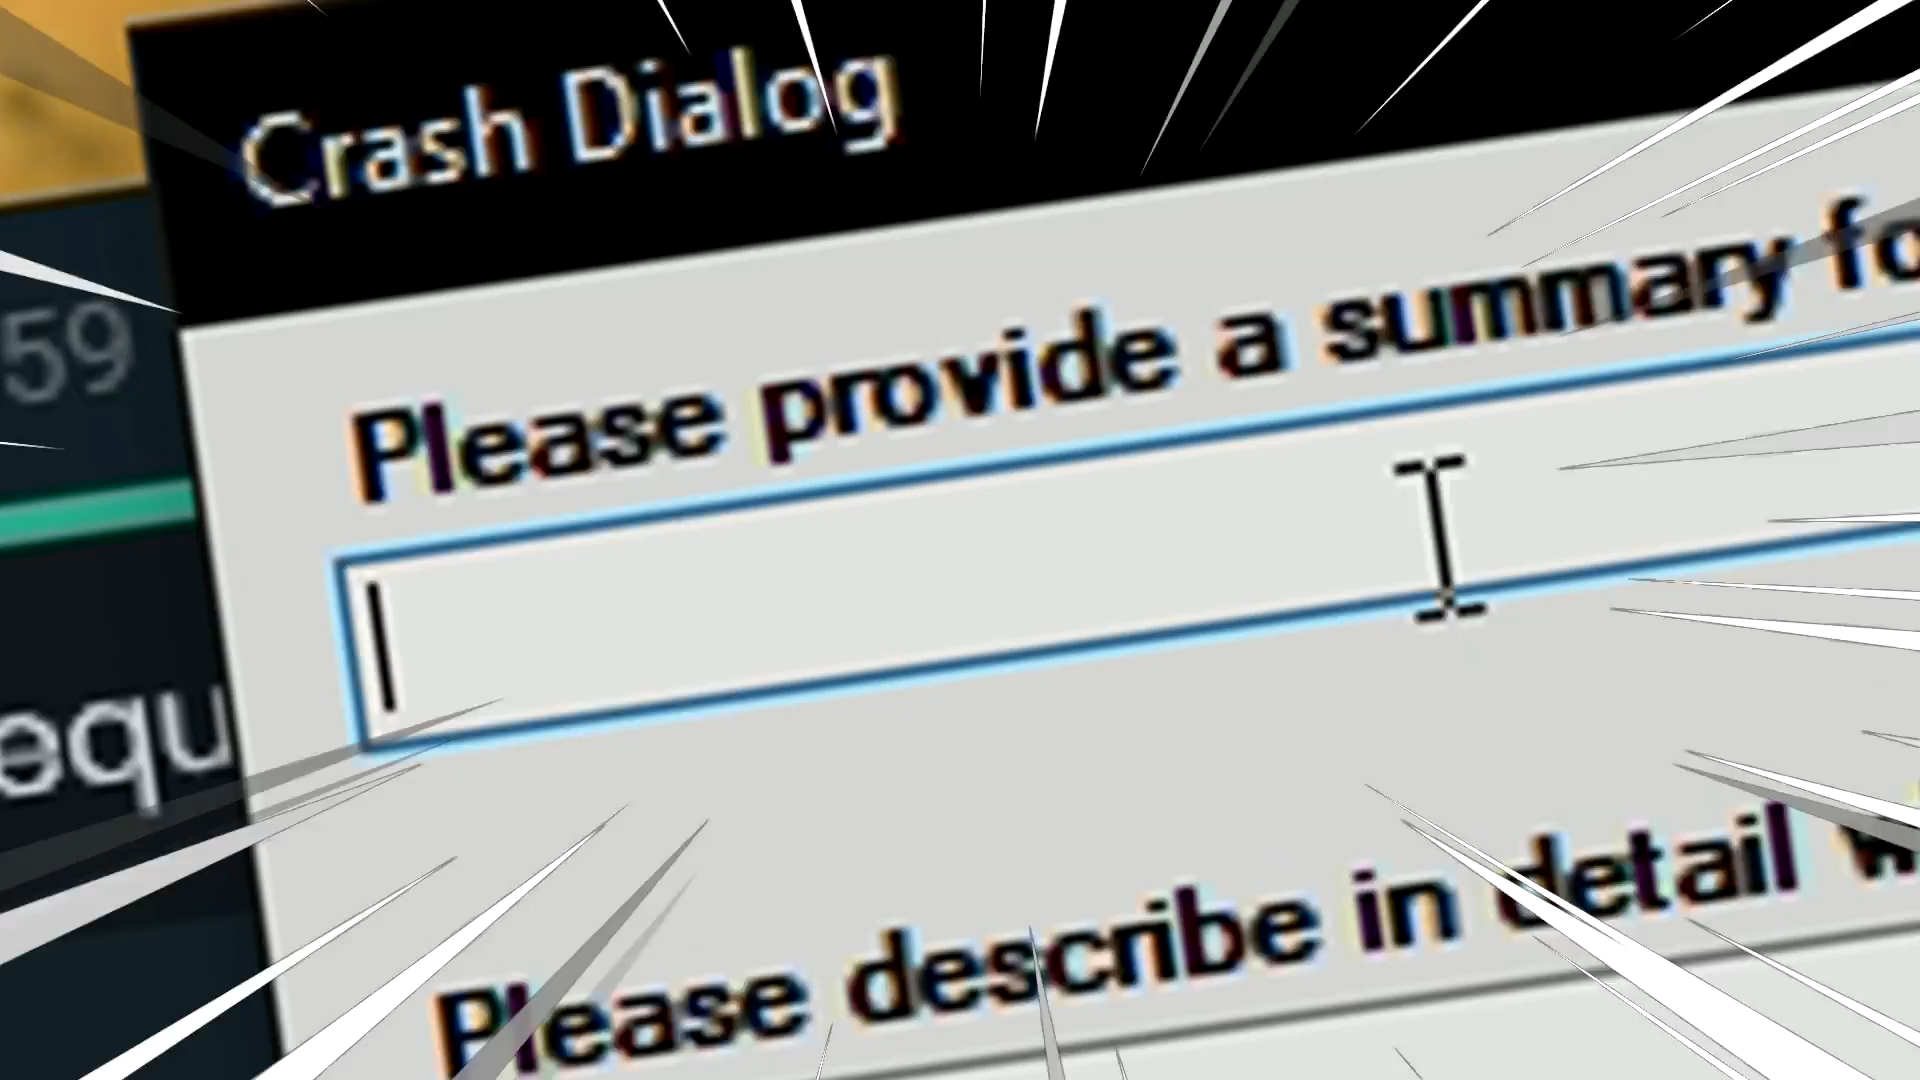 Crash Dialog
59
Please provide a summary fo
equ
Please describe in detail w